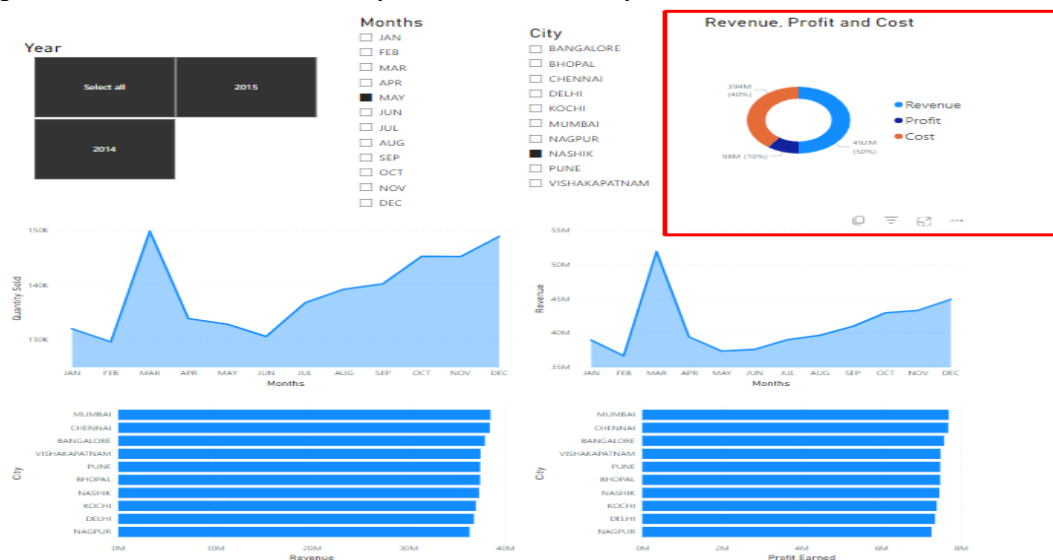 Year
Select all
2015
2014
Months
JAN
FEB
MAR
APR
MAY
JUN
JUL
AUG
SEP
OCT
NOV
DEC
City
BANGALORE
BHOPAL
CHENNAI
DELHI
KOCHI
MUMBAI
NAGPUR
NASHIK
PUNE
VISHAKAPATNAM
Revenue, Profit and Cost
394M
(40%)
98M (10%)
492M
(50%)
Revenue
Profit
Cost
Quantity Sold
150K
140K
130K
JAN FEB MAR APR MAY JUN JUL AUG SEP OCT NOV DEC
Months
Revenue
55M
50M
45M
40M
35M
JAN FEB MAR APR MAY JUN JUL AUG SEP OCT NOV DEC
Months
City
MUMBAI
CHENNAI
BANGALORE
VISHAKAPATNAM
PUNE
BHOPAL
NASHIK
KOCHI
DELHI
NAGPUR
0M 10M 20M 30M 40M
Revenue
City
MUMBAI
CHENNAI
BANGALORE
VISHAKAPATNAM
PUNE
BHOPAL
NASHIK
KOCHI
DELHI
NAGPUR
0M 2M 4M 6M 8M
Profit Earned